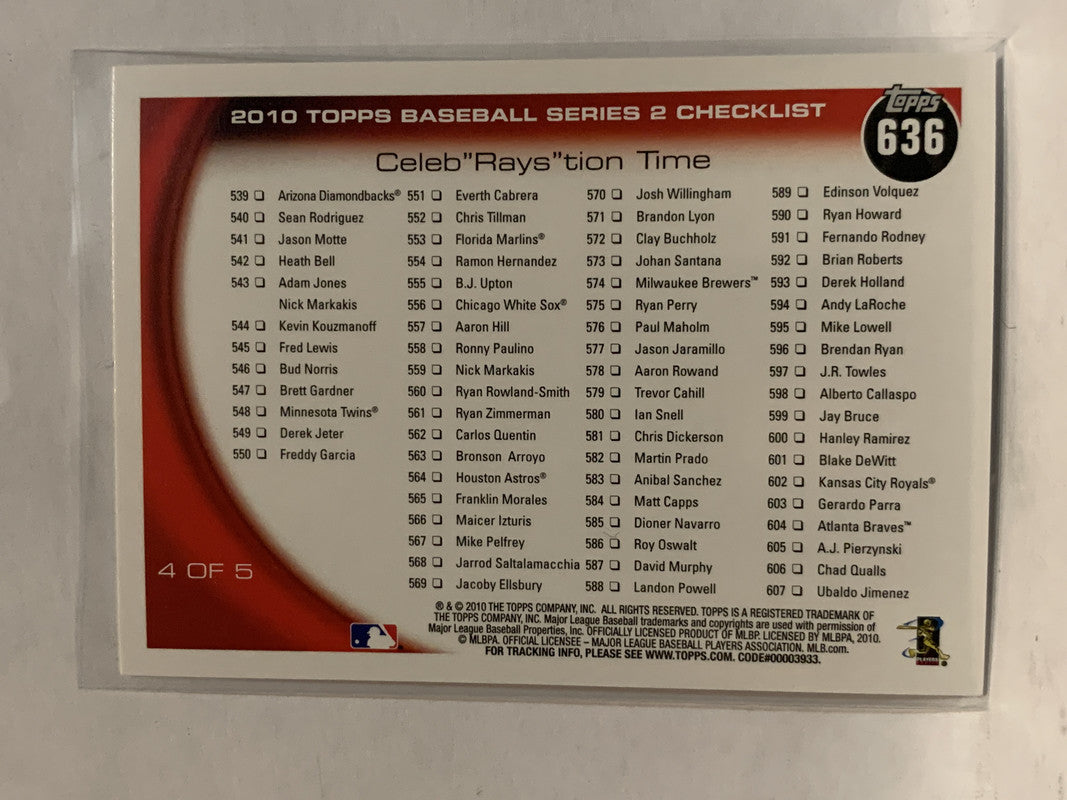 2010 TOPPS BASEBALL SERIES 2 CHECKLIST
topps
636
Celeb"Rays"tion Time
539 ❏ Arizona Diamondbacks®
540 ❏ Sean Rodriguez
541 ❏ Jason Motte
542 ❏ Heath Bell
543 ❏ Adam Jones
Nick Markakis
544 ❏ Kevin Kouzmanoff
545 ❏ Fred Lewis
546 ❏ Bud Norris
547 ❏ Brett Gardner
548 ❏ Minnesota Twins®
549 ❏ Derek Jeter
550 ❏ Freddy Garcia
551 ❏ Everth Cabrera
552 ❏ Chris Tillman
553 ❏ Florida Marlins®
554 ❏ Ramon Hernandez
555 ❏ B.J. Upton
556 ❏ Chicago White Sox®
557 ❏ Aaron Hill
558 ❏ Ronny Paulino
559 ❏ Nick Markakis
560 ❏ Ryan Rowland-Smith
561 ❏ Ryan Zimmerman
562 ❏ Carlos Quentin
563 ❏ Bronson Arroyo
564 ❏ Houston Astros®
565 ❏ Franklin Morales
566 ❏ Maicer Izturis
567 ❏ Mike Pelfrey
568 ❏ Jarrod Saltalamacchia
569 ❏ Jacoby Ellsbury
570 ❏ Josh Willingham
571 ❏ Brandon Lyon
572 ❏ Clay Buchholz
573 ❏ Johan Santana
574 ❏ Milwaukee Brewers™
575 ❏ Ryan Perry
576 ❏ Paul Maholm
577 ❏ Jason Jaramillo
578 ❏ Aaron Rowand
579 ❏ Trevor Cahill
580 ❏ Ian Snell
581 ❏ Chris Dickerson
582 ❏ Martin Prado
583 ❏ Anibal Sanchez
584 ❏ Matt Capps
585 ❏ Dioner Navarro
586 ❏ Roy Oswalt
587 ❏ David Murphy
588 ❏ Landon Powell
589 ❏ Edinson Volquez
590 ❏ Ryan Howard
591 ❏ Fernando Rodney
592 ❏ Brian Roberts
593 ❏ Derek Holland
594 ❏ Andy LaRoche
595 ❏ Mike Lowell
596 ❏ Brendan Ryan
597 ❏ J.R. Towles
598 ❏ Alberto Callaspo
599 ❏ Jay Bruce
600 ❏ Hanley Ramirez
601 ❏ Blake DeWitt
602 ❏ Kansas City Royals®
603 ❏ Gerardo Parra
604 ❏ Atlanta Braves™
605 ❏ A.J. Pierzynski
606 ❏ Chad Qualls
607 ❏ Ubaldo Jimenez
4 OF 5
® & © 2010 THE TOPPS COMPANY, INC. ALL RIGHTS RESERVED. TOPPS IS A REGISTERED TRADEMARK OF
THE TOPPS COMPANY, INC. Major League Baseball trademarks and copyrights are used with permission of
Major League Baseball Properties, Inc. OFFICIALLY LICENSED PRODUCT OF MLBP. LICENSED BY MLBPA, 2010.
© MLBPA. OFFICIAL LICENSEE – MAJOR LEAGUE BASEBALL PLAYERS ASSOCIATION. MLB.com.
FOR TRACKING INFO, PLEASE SEE WWW.TOPPS.COM. CODE#00003933.
PLAYERS